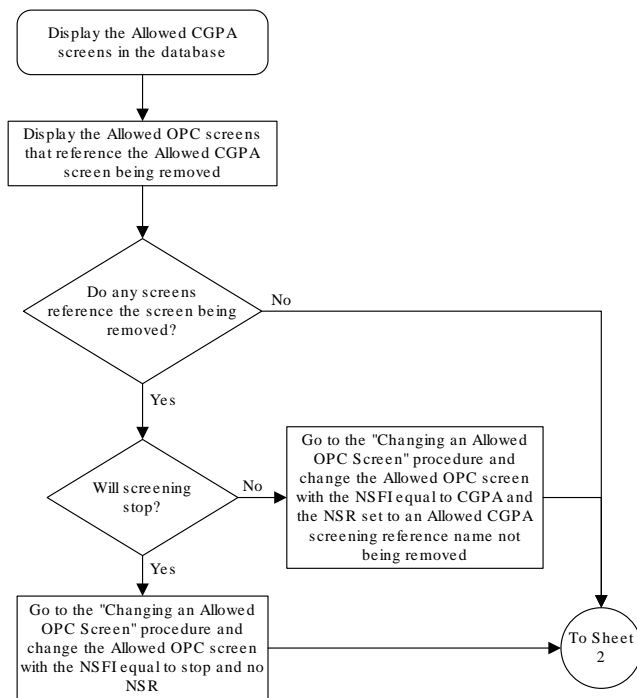 Display the Allowed CGPA
screens in the database
Display the Allowed OPC screens
that reference the Allowed CGPA
screen being removed
Do any screens
reference the screen being
removed?
No
Yes
Will screening
stop?
No
Go to the "Changing an Allowed
OPC Screen" procedure and
change the Allowed OPC screen
with the NSFI equal to CGPA and
the NSR set to an Allowed CGPA
screening reference name not
being removed
Yes
Go to the "Changing an Allowed
OPC Screen" procedure and
change the Allowed OPC screen
with the NSFI equal to stop and no
NSR
To Sheet
2